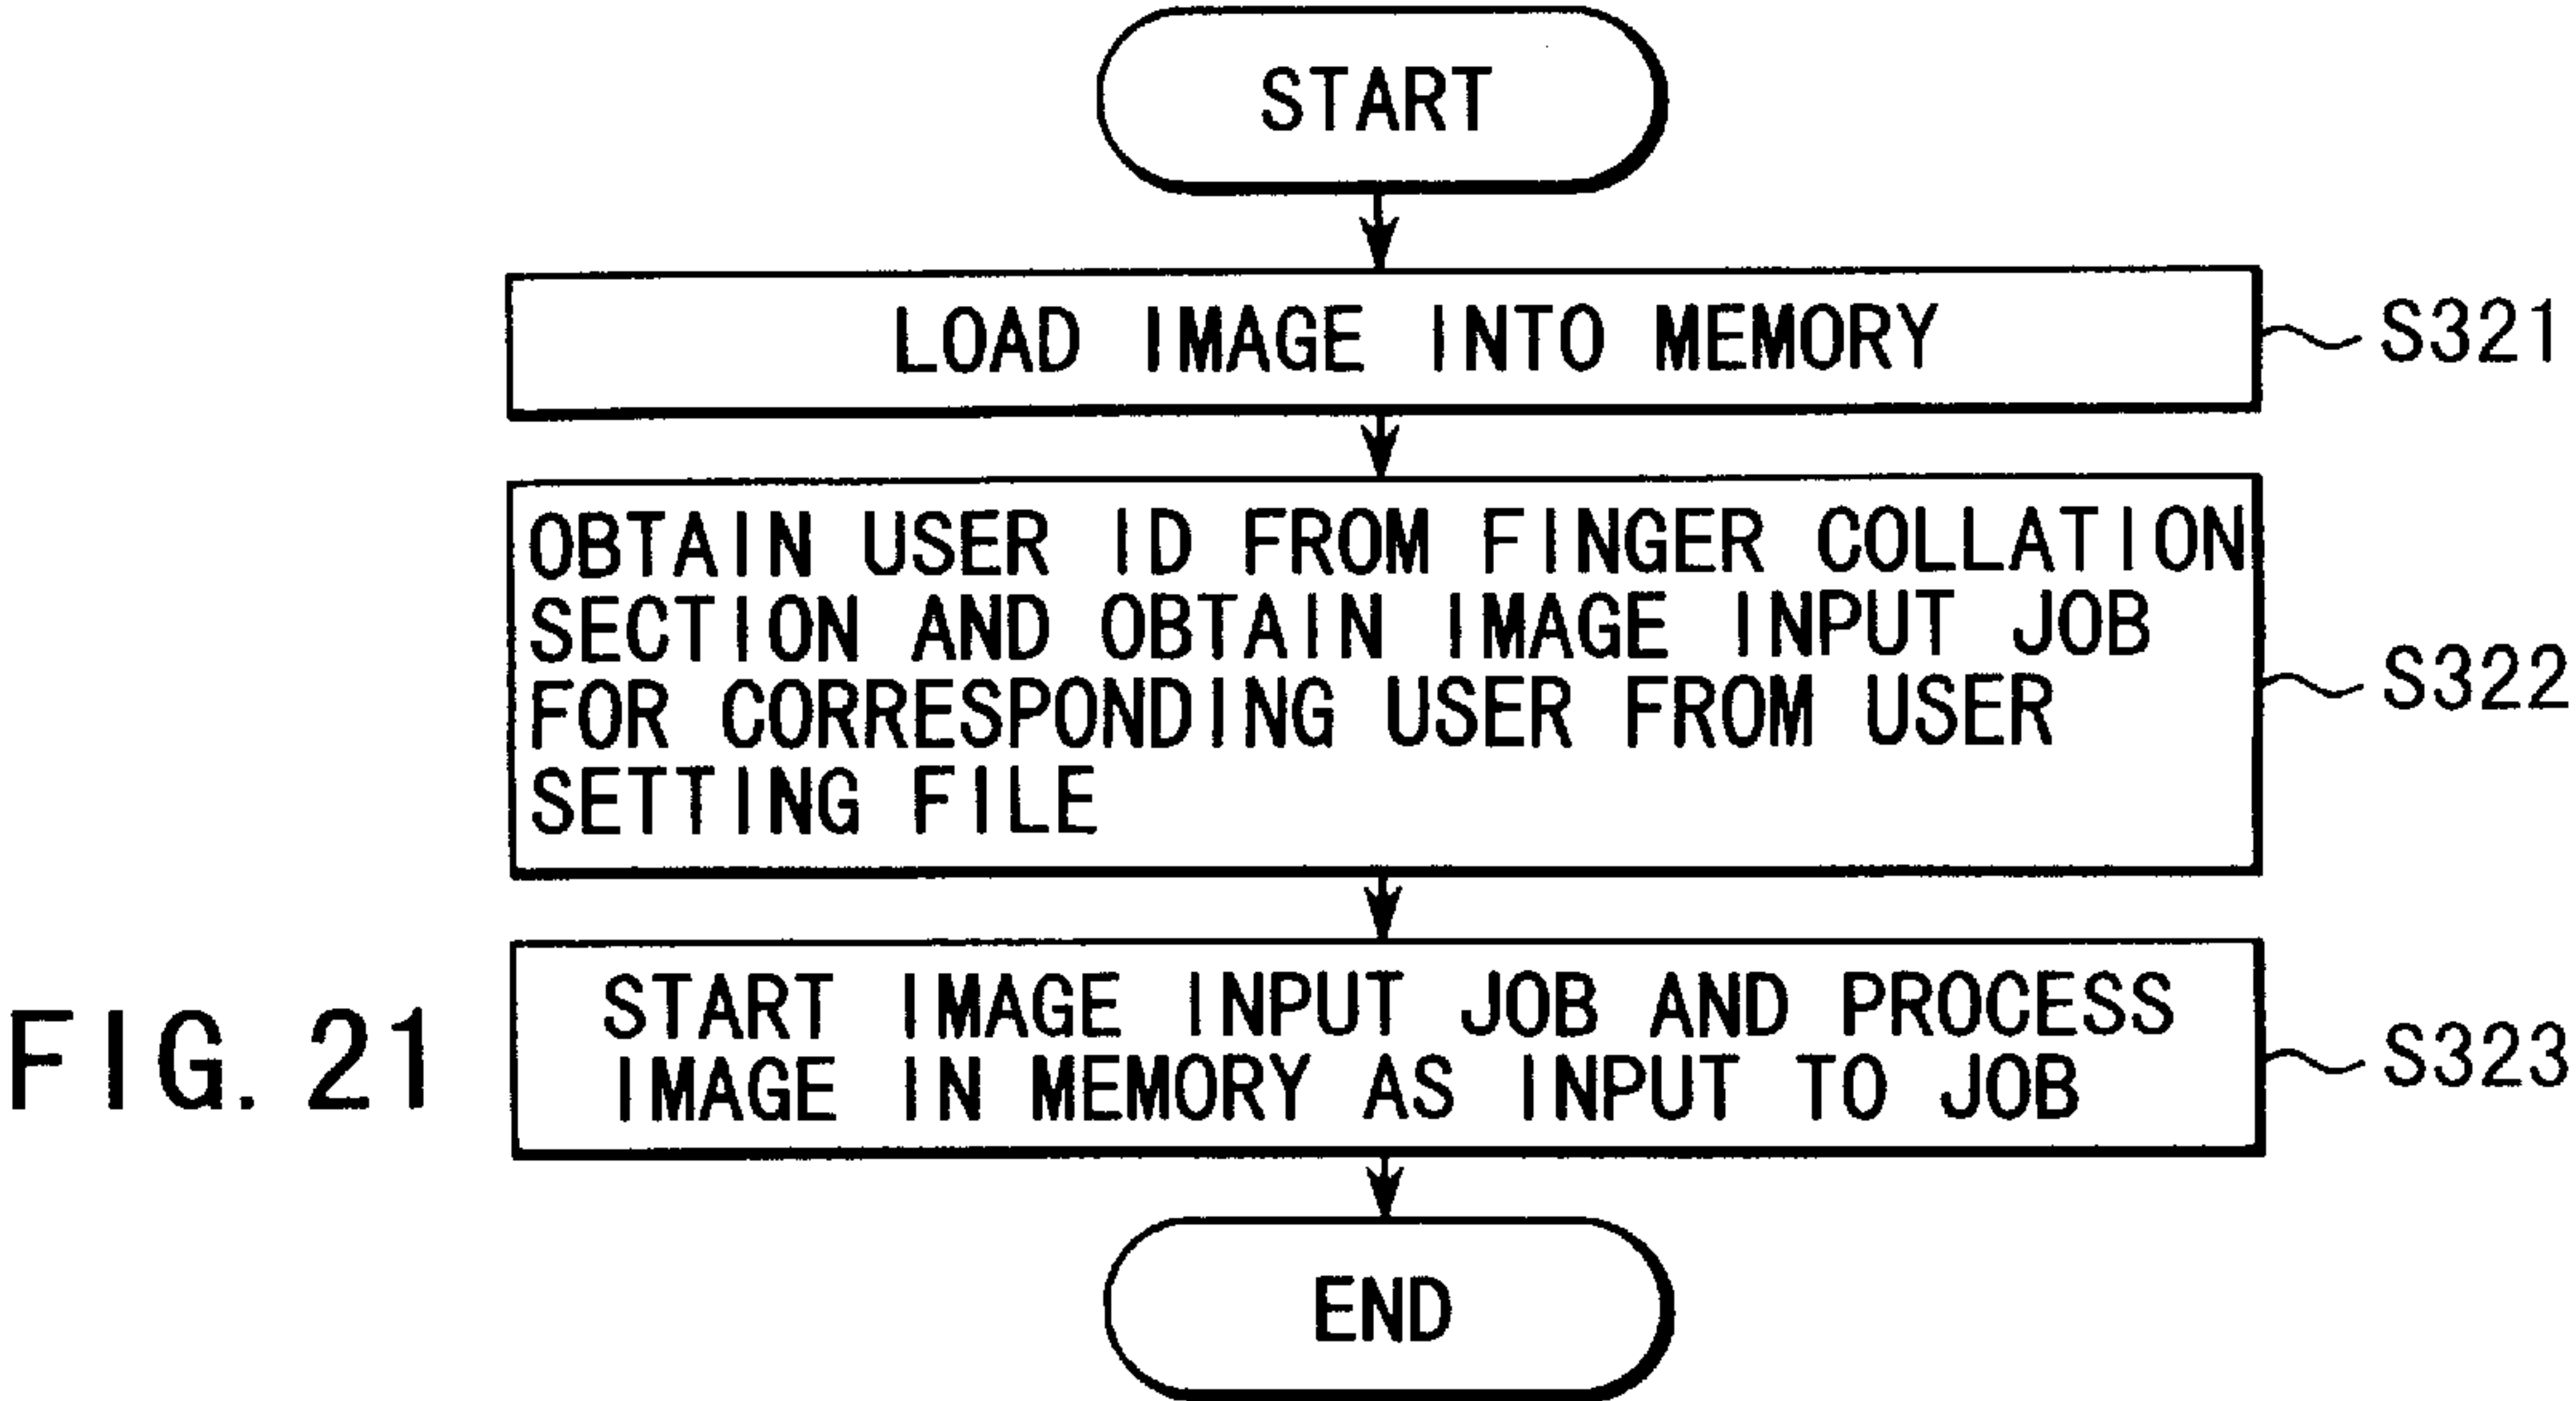 START
LOAD IMAGE INTO MEMORY
S321
OBTAIN USER ID FROM FINGER COLLATION
SECTION AND OBTAIN IMAGE INPUT JOB
FOR CORRESPONDING USER FROM USER
SETTING FILE
S322
START IMAGE INPUT JOB AND PROCESS
IMAGE IN MEMORY AS INPUT TO JOB
S323
END
FIG. 21